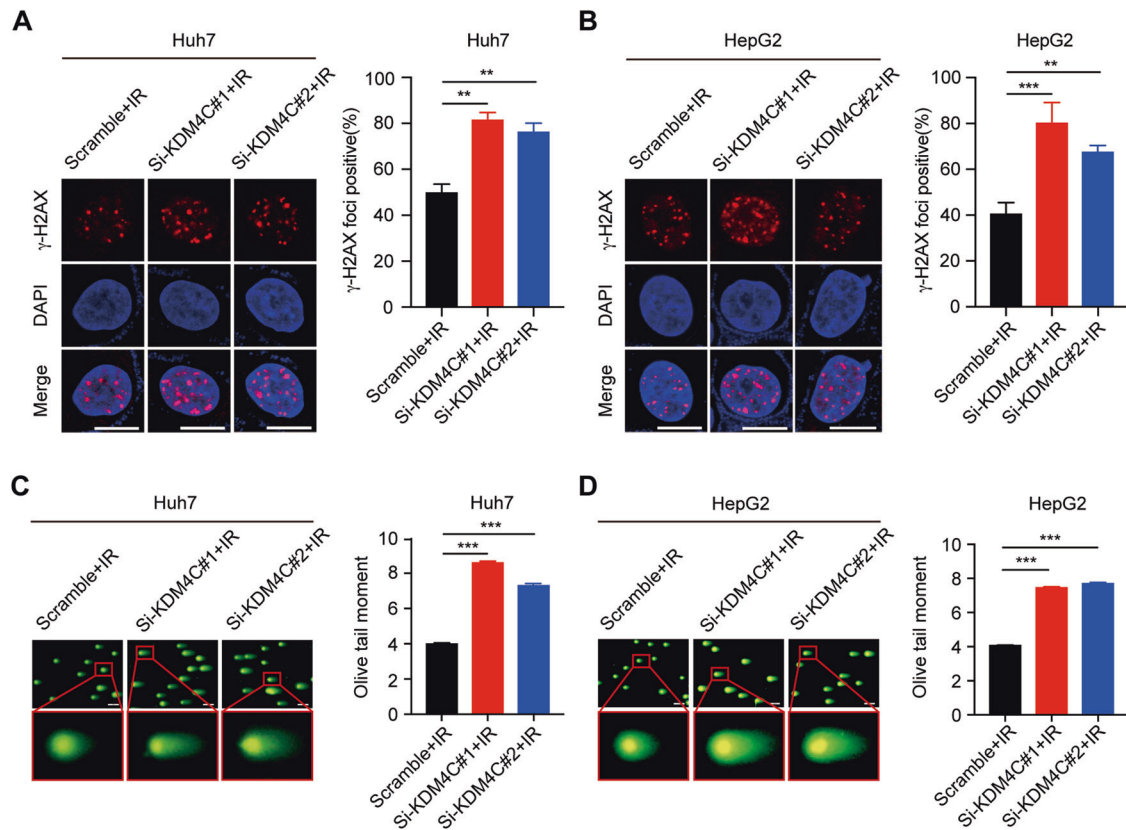 A
Huh7
Scramble+IR
Si-KDM4C#1+IR
Si-KDM4C#2+IR
γ-H2AX
DAPI
Merge
Huh7
γ-H2AX foci positive(%)
100
80
60
40
20
0
**
**
Scramble+IR
Si-KDM4C#1+IR
Si-KDM4C#2+IR
B
HepG2
Scramble+IR
Si-KDM4C#1+IR
Si-KDM4C#2+IR
γ-H2AX
DAPI
Merge
HepG2
γ-H2AX foci positive(%)
100
80
60
40
20
0
**
***
Scramble+IR
Si-KDM4C#1+IR
Si-KDM4C#2+IR
C
Huh7
Scramble+IR
Si-KDM4C#1+IR
Si-KDM4C#2+IR
Huh7
Olive tail moment
10
8
6
4
2
0
***
***
Scramble+IR
Si-KDM4C#1+IR
Si-KDM4C#2+IR
D
HepG2
Scramble+IR
Si-KDM4C#1+IR
Si-KDM4C#2+IR
HepG2
Olive tail moment
10
8
6
4
2
0
***
***
Scramble+IR
Si-KDM4C#1+IR
Si-KDM4C#2+IR